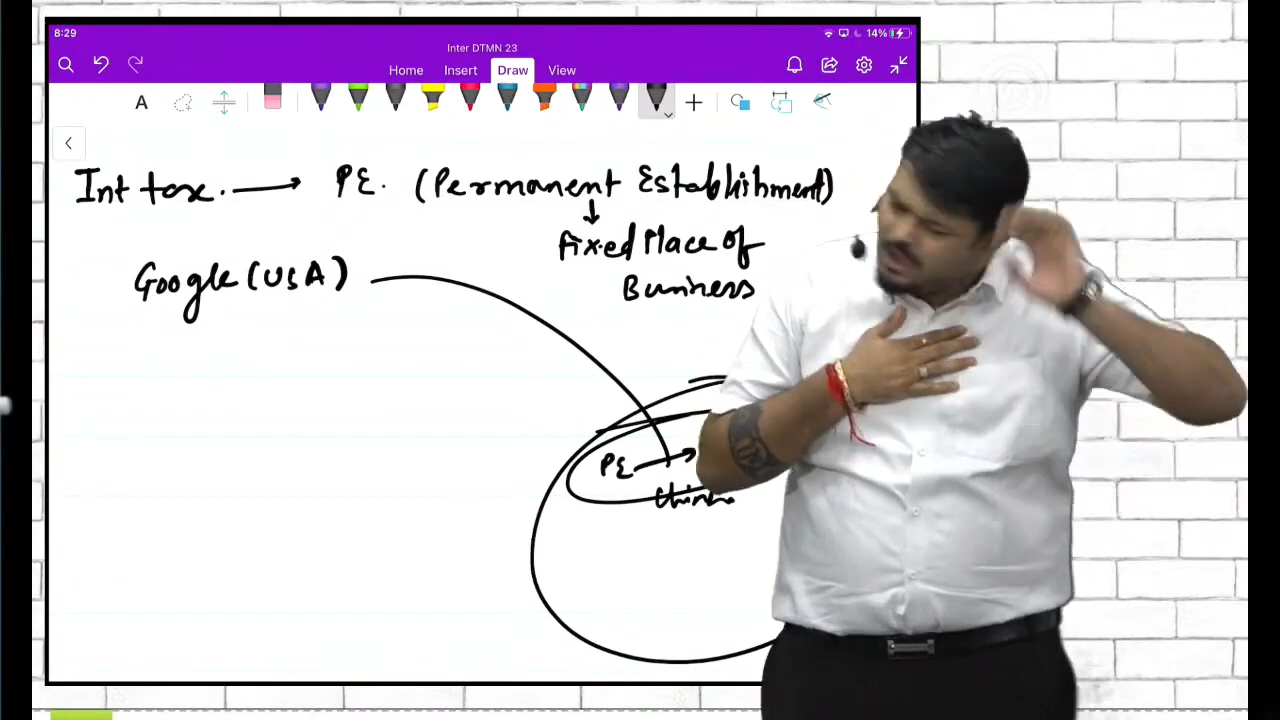 8:29
14%
Inter DTMN 23
Home Insert Draw View
A
Int tax. → PE. (Permanent Establishment)
↓
Fixed Place of
Business
Google (USA)
PE →